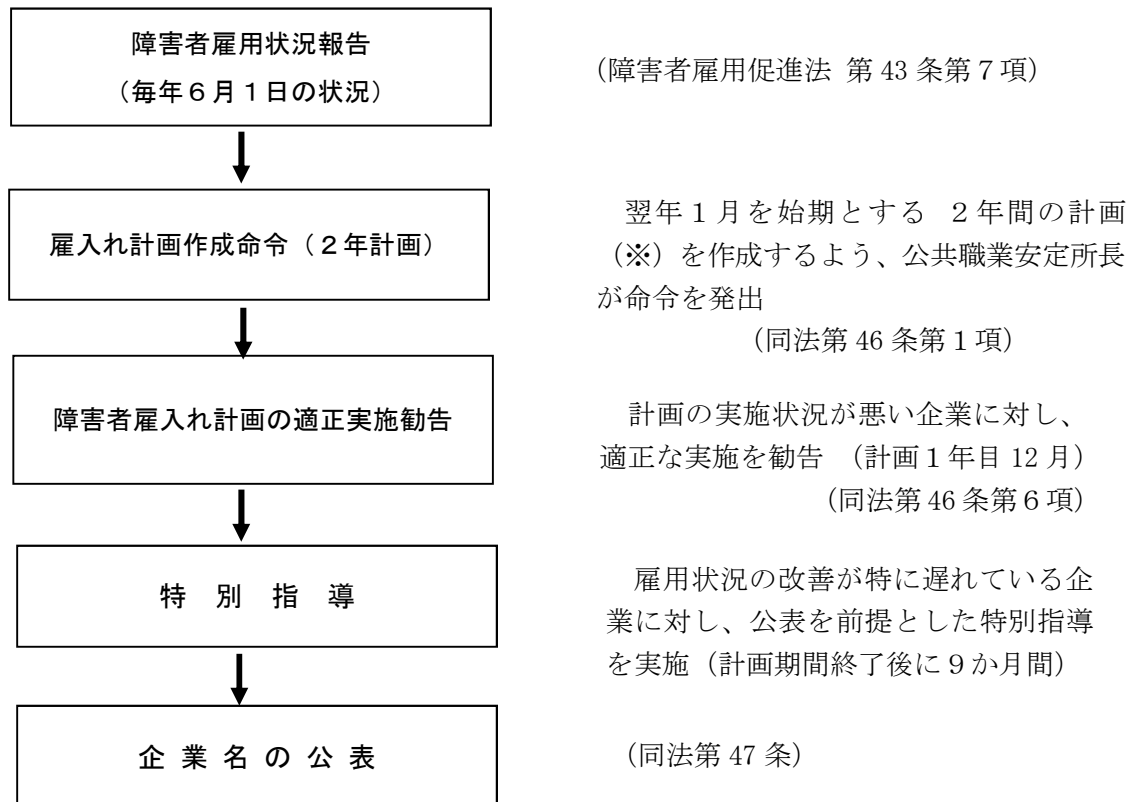 障害者雇用状況報告
（毎年６月１日の状況）
（障害者雇用促進法 第 43 条第７項）
雇入れ計画作成命令（２年計画）
翌年１月を始期とする ２年間の計画
（※）を作成するよう、公共職業安定所長
が命令を発出
（同法第 46 条第１項）
障害者雇入れ計画の適正実施勧告
計画の実施状況が悪い企業に対し、
適正な実施を勧告 （計画１年目 12 月）
（同法第 46 条第６項）
特 別 指 導
雇用状況の改善が特に遅れている企
業に対し、公表を前提とした特別指導
を実施（計画期間終了後に９か月間）
企 業 名 の 公 表
（同法第 47 条）